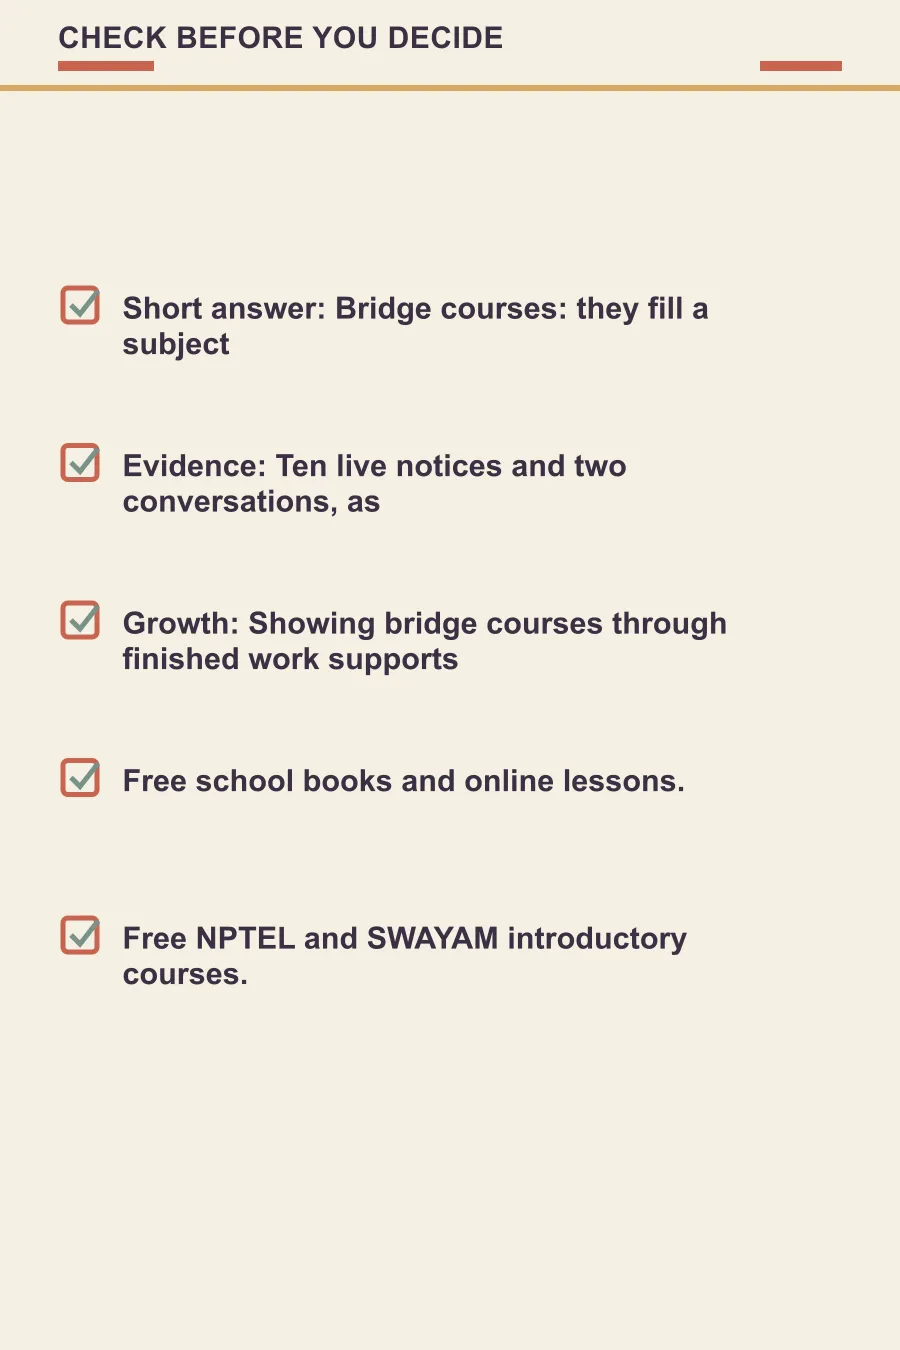 CHECK BEFORE YOU DECIDE
Short answer: Bridge courses: they fill a
subject
Evidence: Ten live notices and two
conversations, as
Growth: Showing bridge courses through
finished work supports
Free school books and online lessons.
Free NPTEL and SWAYAM introductory
courses.